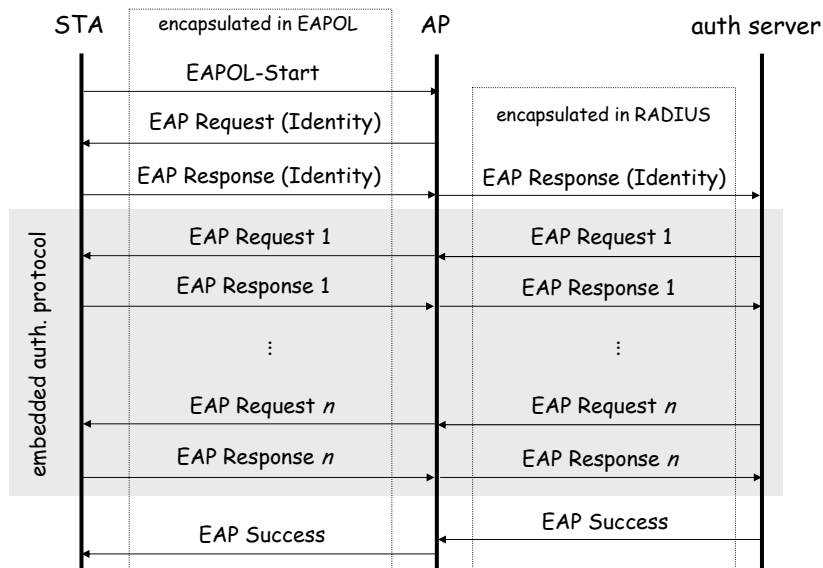 STA
encapsulated in EAPOL
AP
auth server
EAPOL-Start
encapsulated in RADIUS
EAP Request (Identity)
EAP Response (Identity)
EAP Response (Identity)
embedded auth. protocol
EAP Request 1
EAP Request 1
EAP Response 1
EAP Response 1
...
...
EAP Request n
EAP Request n
EAP Response n
EAP Response n
EAP Success
EAP Success